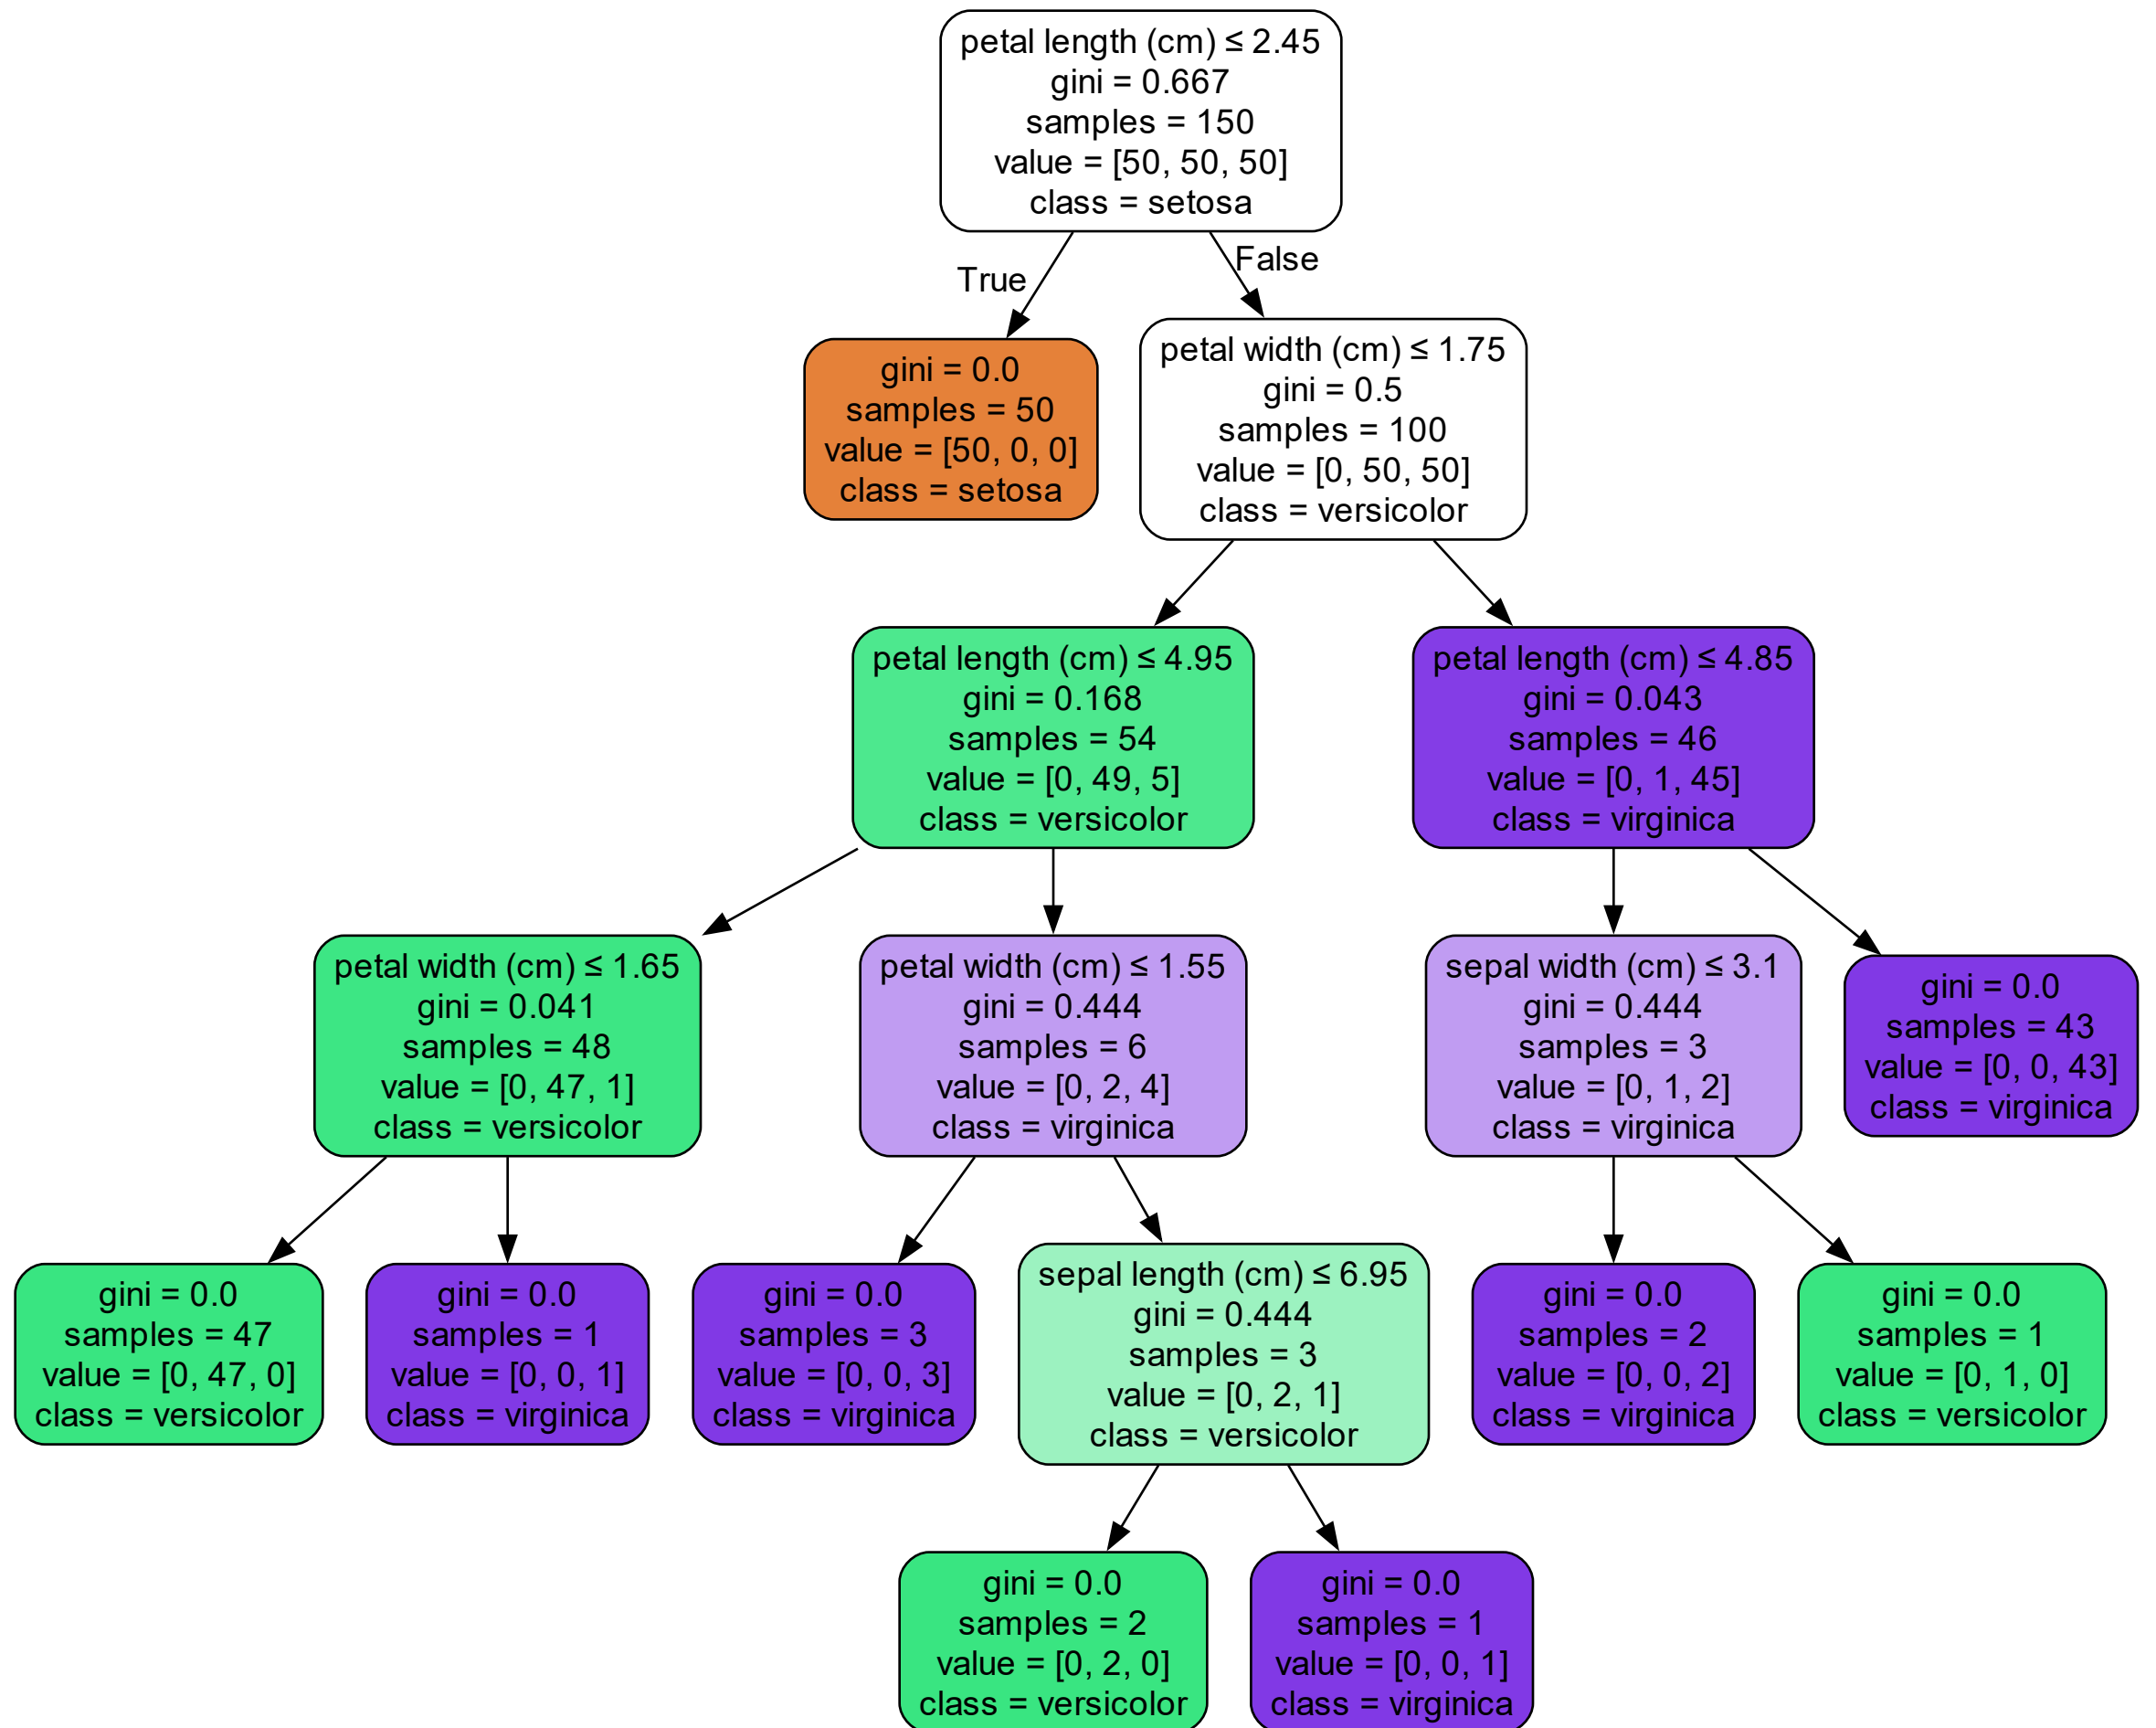 petal length (cm) ≤ 2.45
gini = 0.667
samples = 150
value = [50, 50, 50]
class = setosa
True
False
gini = 0.0
samples = 50
value = [50, 0, 0]
class = setosa
petal width (cm) ≤ 1.75
gini = 0.5
samples = 100
value = [0, 50, 50]
class = versicolor
petal length (cm) ≤ 4.95
gini = 0.168
samples = 54
value = [0, 49, 5]
class = versicolor
petal length (cm) ≤ 4.85
gini = 0.043
samples = 46
value = [0, 1, 45]
class = virginica
petal width (cm) ≤ 1.65
gini = 0.041
samples = 48
value = [0, 47, 1]
class = versicolor
petal width (cm) ≤ 1.55
gini = 0.444
samples = 6
value = [0, 2, 4]
class = virginica
sepal width (cm) ≤ 3.1
gini = 0.444
samples = 3
value = [0, 1, 2]
class = virginica
gini = 0.0
samples = 43
value = [0, 0, 43]
class = virginica
gini = 0.0
samples = 47
value = [0, 47, 0]
class = versicolor
gini = 0.0
samples = 1
value = [0, 0, 1]
class = virginica
gini = 0.0
samples = 3
value = [0, 0, 3]
class = virginica
sepal length (cm) ≤ 6.95
gini = 0.444
samples = 3
value = [0, 2, 1]
class = versicolor
gini = 0.0
samples = 2
value = [0, 0, 2]
class = virginica
gini = 0.0
samples = 1
value = [0, 1, 0]
class = versicolor
gini = 0.0
samples = 2
value = [0, 2, 0]
class = versicolor
gini = 0.0
samples = 1
value = [0, 0, 1]
class = virginica